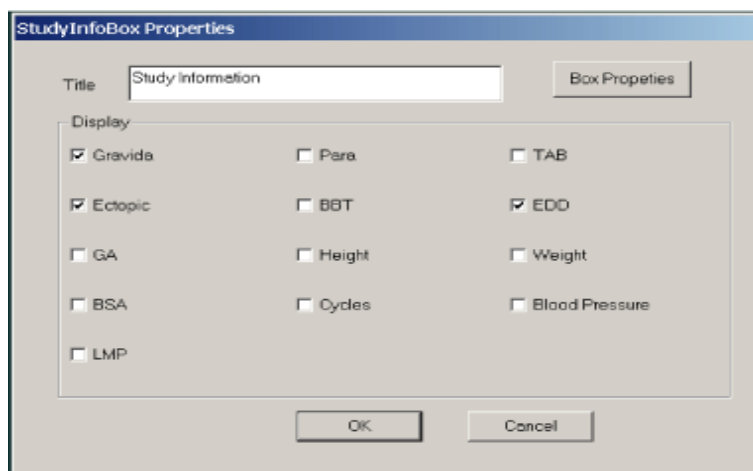 StudyInfoBox Properties
Title Study Information Box Propeties
Display
Gravida Para TAB
Ectopic BBT EDD
GA Height Weight
BSA Cycles Blood Pressure
LMP
OK Cancel